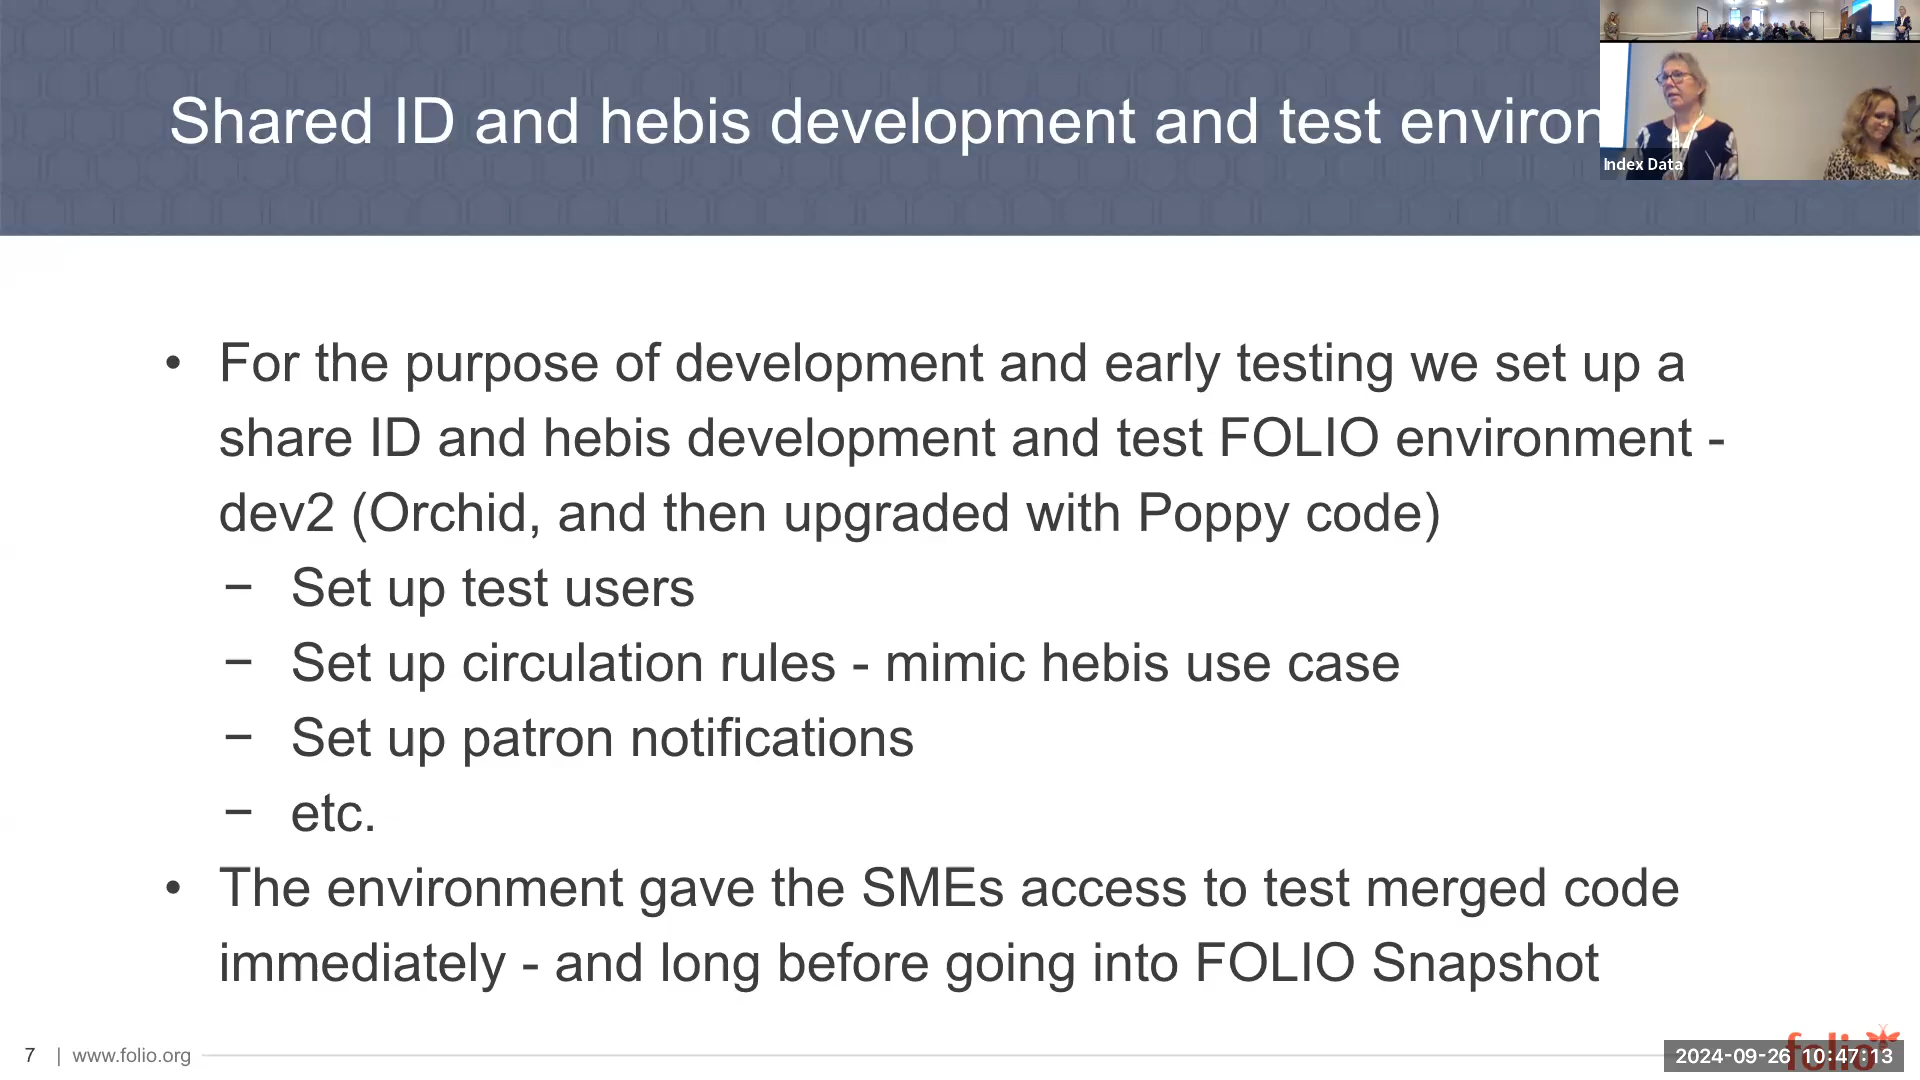 Shared ID and hebis development and test environ
Index Data
• For the purpose of development and early testing we set up a
share ID and hebis development and test FOLIO environment -
dev2 (Orchid, and then upgraded with Poppy code)
− Set up test users
− Set up circulation rules - mimic hebis use case
− Set up patron notifications
− etc.
• The environment gave the SMEs access to test merged code
immediately - and long before going into FOLIO Snapshot
7 | www.folio.org
folio
2024-09-26 10:47:13